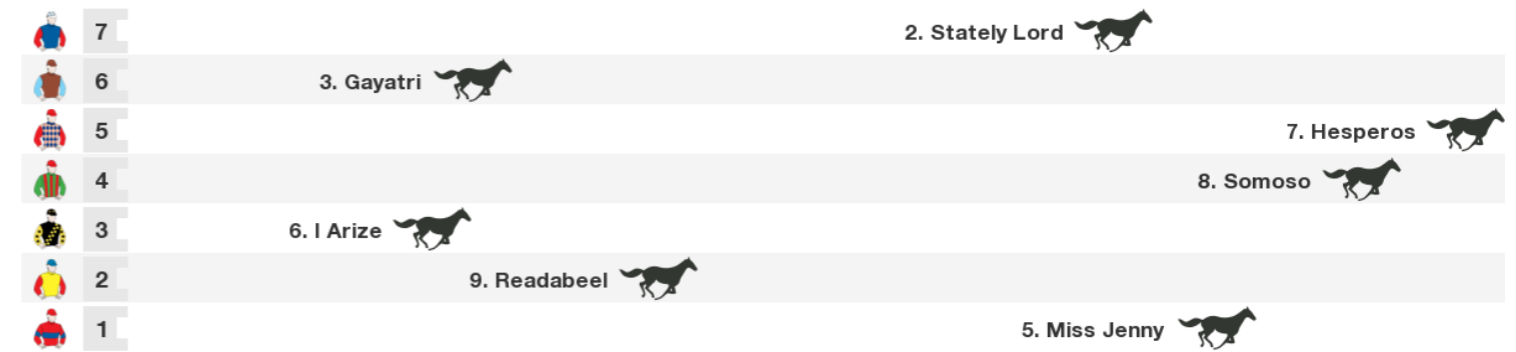 7 2. Stately Lord
6 3. Gayatri
5 7. Hesperos
4 8. Somoso
3 6. I Arize
2 9. Readabeel
1 5. Miss Jenny